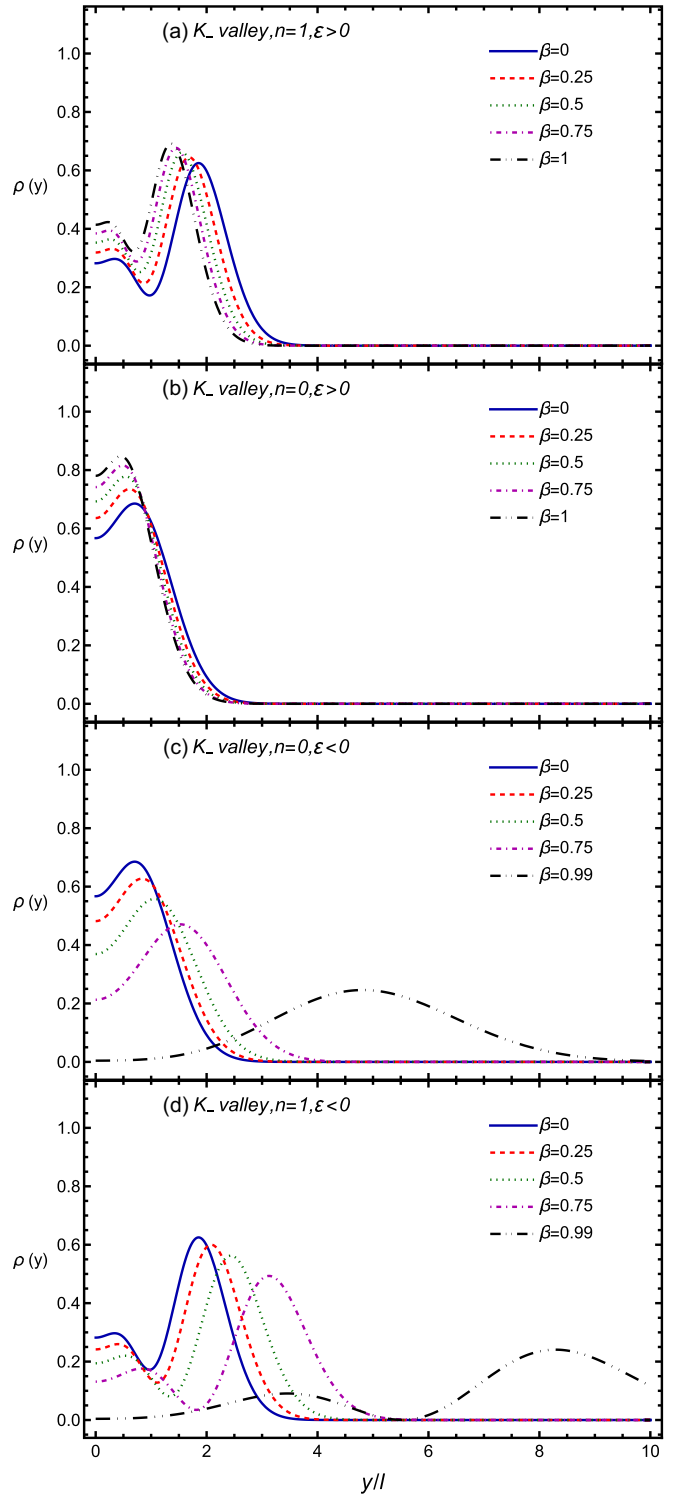 (a) K_ valley,n=1,ε>0
β=0
β=0.25
β=0.5
β=0.75
β=1
1.0
0.8
0.6
0.4
0.2
0.0
ρ (y)
(b) K_ valley,n=0,ε>0
β=0
β=0.25
β=0.5
β=0.75
β=1
1.0
0.8
0.6
0.4
0.2
0.0
ρ (y)
(c) K_ valley,n=0,ε<0
β=0
β=0.25
β=0.5
β=0.75
β=0.99
1.0
0.8
0.6
0.4
0.2
0.0
ρ (y)
(d) K_ valley,n=1,ε<0
β=0
β=0.25
β=0.5
β=0.75
β=0.99
1.0
0.8
0.6
0.4
0.2
0.0
ρ (y)
0 2 4 6 8 10
y/l